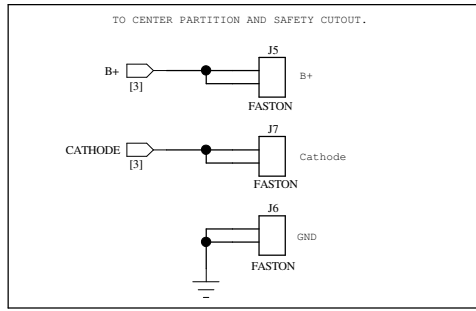 TO CENTER PARTITION AND SAFETY CUTOUT.
J5
B+
B+
[3]
FASTON
J7
CATHODE
Cathode
[3]
FASTON
J6
GND
FASTON